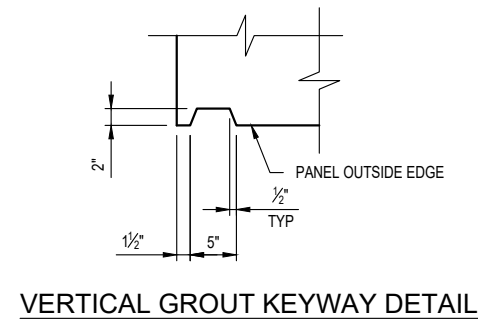 2"
PANEL OUTSIDE EDGE
½"
TYP
1½"
5"
VERTICAL GROUT KEYWAY DETAIL